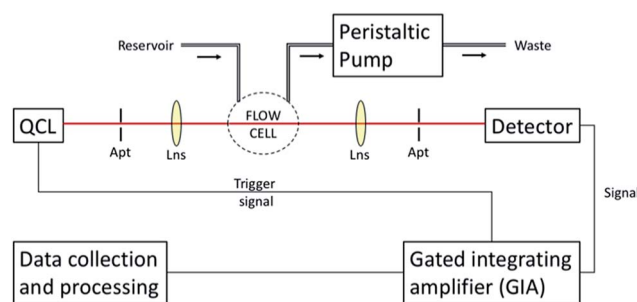 Reservoir
Peristaltic
Pump
Waste
QCL
FLOW
CELL
Detector
Apt
Lns
Lns
Apt
Trigger
signal
Signal
Data collection
and processing
Gated integrating
amplifier (GIA)